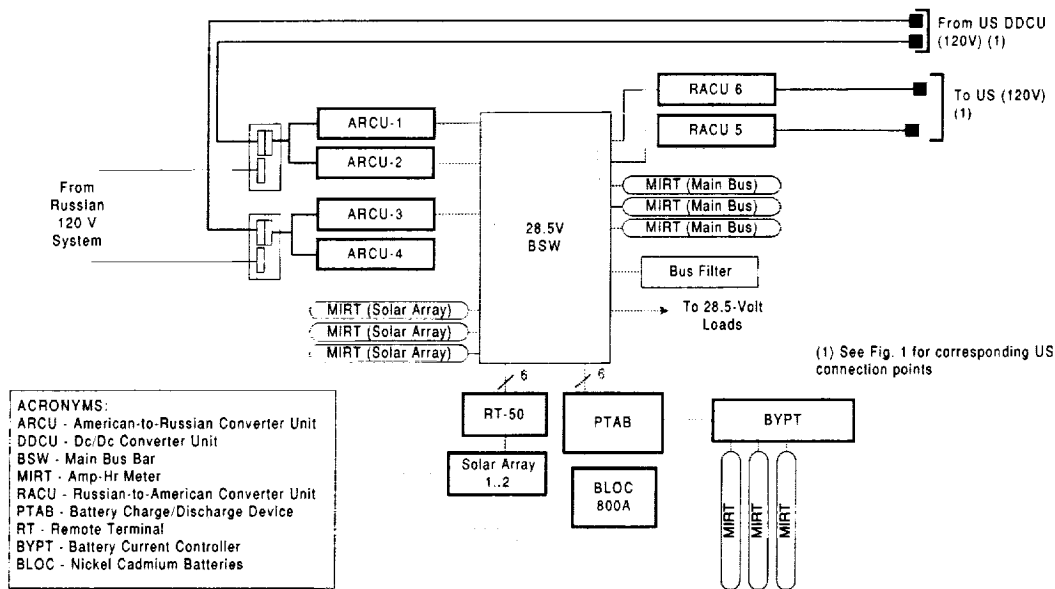 From US DDCU
(120V) (1)
RACU 6
To US (120V)
(1)
RACU 5
ARCU-1
ARCU-2
From
Russian
120 V
System
ARCU-3
ARCU-4
28.5V
BSW
MIRT (Main Bus)
MIRT (Main Bus)
MIRT (Main Bus)
Bus Filter
To 28.5-Volt
Loads
MIRT (Solar Array)
MIRT (Solar Array)
MIRT (Solar Array)
(1) See Fig. 1 for corresponding US
connection points
6
6
RT-50
PTAB
BYPT
Solar Array
1..2
BLOC
800A
MIRT
MIRT
MIRT
ACRONYMS:
ARCU - American-to-Russian Converter Unit
DDCU - Dc/Dc Converter Unit
BSW - Main Bus Bar
MIRT - Amp-Hr Meter
RACU - Russian-to-American Converter Unit
PTAB - Battery Charge/Discharge Device
RT - Remote Terminal
BYPT - Battery Current Controller
BLOC - Nickel Cadmium Batteries